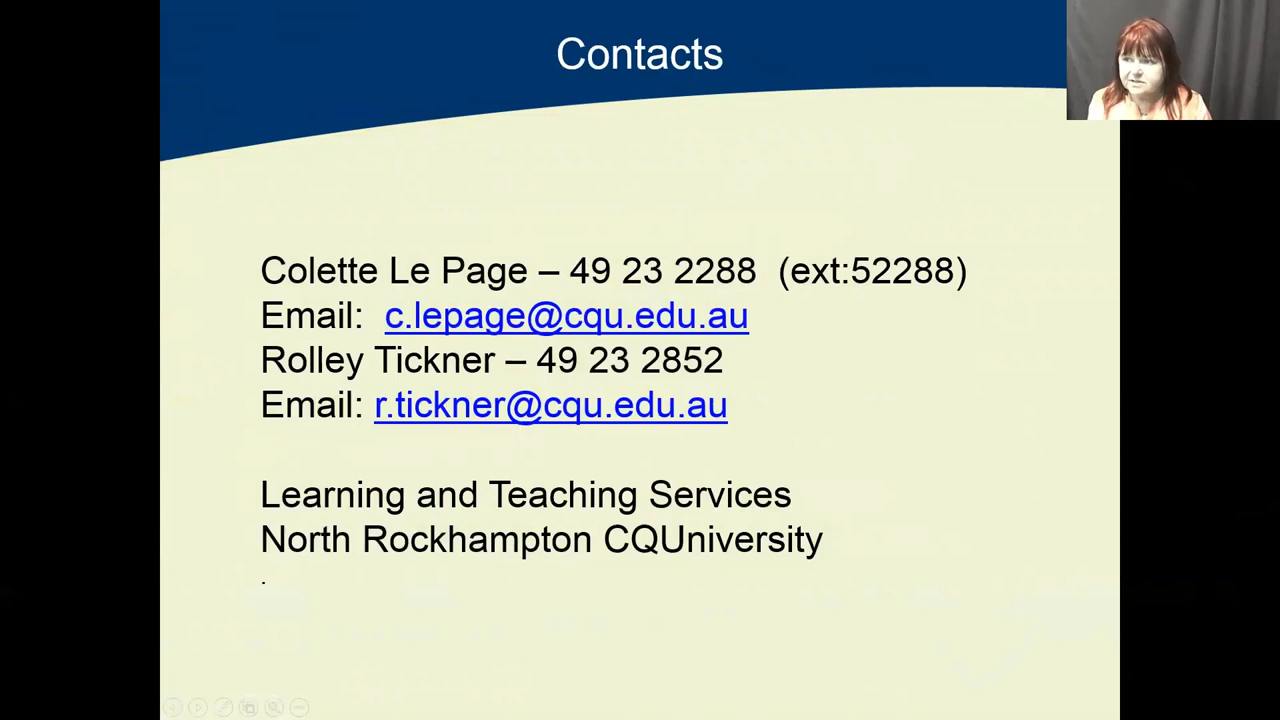 Contacts
Colette Le Page – 49 23 2288 (ext:52288)
Email: c.lepage@cqu.edu.au
Rolley Tickner – 49 23 2852
Email: r.tickner@cqu.edu.au
Learning and Teaching Services
North Rockhampton CQUniversity
.